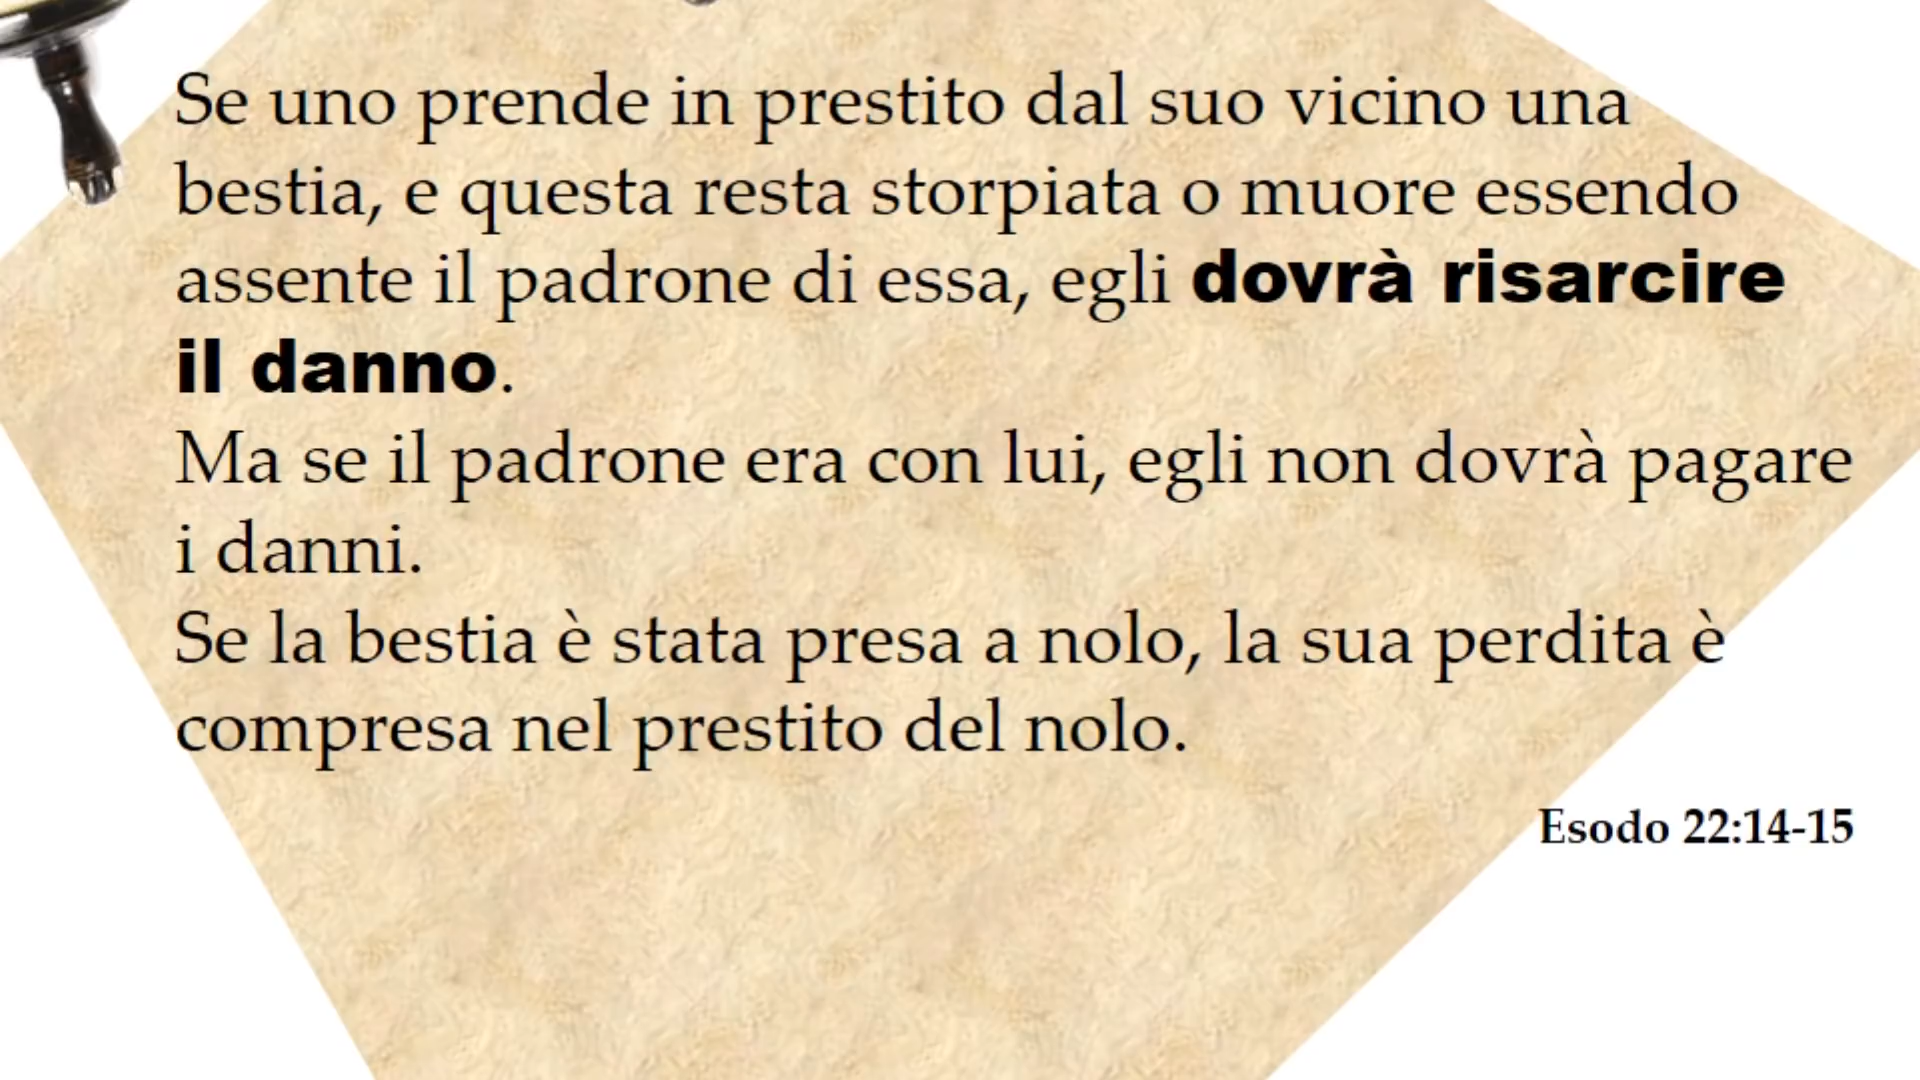 Se uno prende in prestito dal suo vicino una
bestia, e questa resta storpiata o muore essendo
assente il padrone di essa, egli dovrà risarcire
il danno.
Ma se il padrone era con lui, egli non dovrà pagare
i danni.
Se la bestia è stata presa a nolo, la sua perdita è
compresa nel prestito del nolo.
Esodo 22:14-15